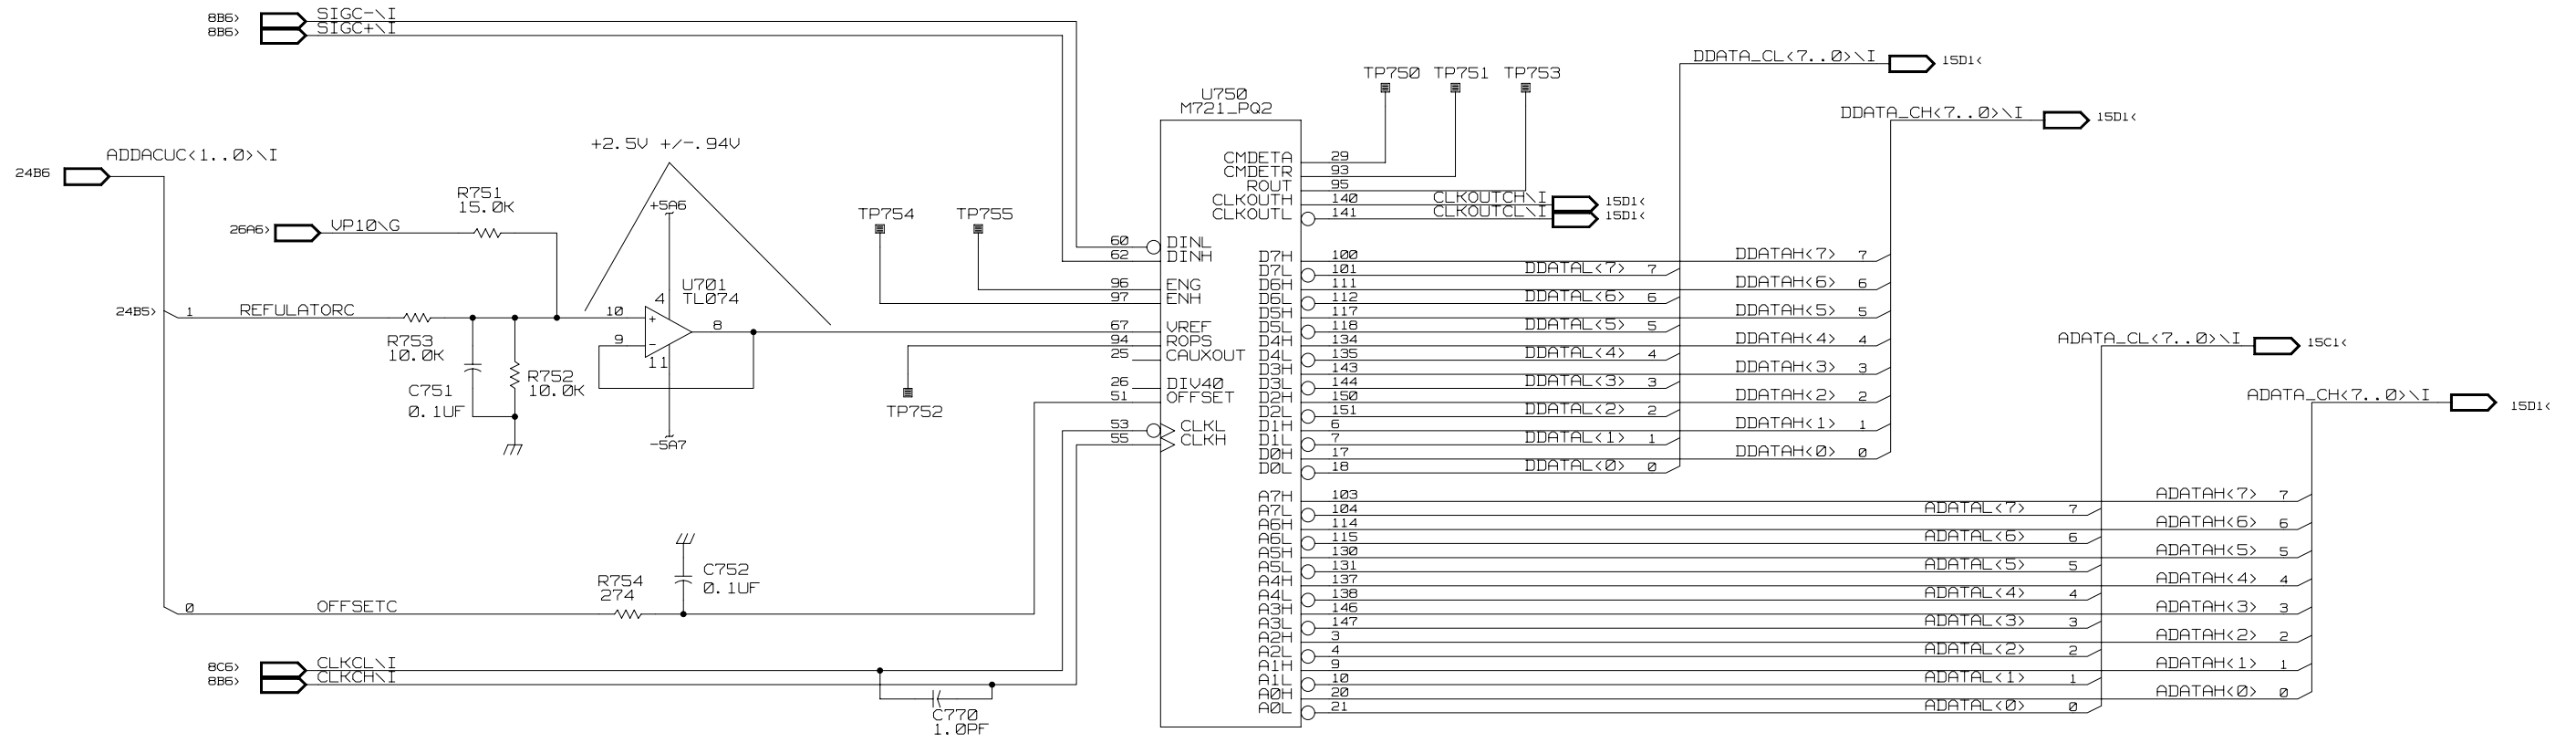 8B6> SIGC-\I
8B6> SIGC+\I
DDATA_CL<7..0>\I 15D1<
TP750 TP751 TP753
U750
M721_PQ2
DDATA_CH<7..0>\I 15D1<
+2.5V +/-.94V
ADDACUC<1..0>\I
24B6
R751
15.0K
+5A6
26A6> VP10\G
TP754 TP755
CMDETA 29
CMDETR 93
ROUT 95
CLKOUTH 140 CLKOUTCH\I 15D1<
CLKOUTL 141 CLKOUTCL\I 15D1<
60 DINL
62 DINH
96 ENG
97 ENH
67 VREF
94 ROPS
25 CAUXOUT
26 DIV40
51 OFFSET
53 CLKL
55 CLKH
U701
TL074
4
10 +
9 -
8
11
-5A7
24B5> 1 REFULATORC
R753
10.0K
C751
0.1UF
R752
10.0K
TP752
D7H 100 DDATAH<7> 7
D7L 101 DDATAL<7> 7
D6H 111 DDATAH<6> 6
D6L 112 DDATAL<6> 6
D5H 117 DDATAH<5> 5
D5L 118 DDATAL<5> 5
D4H 134 DDATAH<4> 4
D4L 135 DDATAL<4> 4
D3H 143 DDATAH<3> 3
D3L 144 DDATAL<3> 3
D2H 150 DDATAH<2> 2
D2L 151 DDATAL<2> 2
D1H 6 DDATAH<1> 1
D1L 7 DDATAL<1> 1
D0H 17 DDATAH<0> 0
D0L 18 DDATAL<0> 0
ADATA_CL<7..0>\I 15C1<
ADATA_CH<7..0>\I 15D1<
A7H 103 ADATAH<7> 7
A7L 104 ADATAL<7> 7
A6H 114 ADATAH<6> 6
A6L 115 ADATAL<6> 6
A5H 130 ADATAH<5> 5
A5L 131 ADATAL<5> 5
A4H 137 ADATAH<4> 4
A4L 138 ADATAL<4> 4
A3H 146 ADATAH<3> 3
A3L 147 ADATAL<3> 3
A2H 3 ADATAH<2> 2
A2L 4 ADATAL<2> 2
A1H 9 ADATAH<1> 1
A1L 10 ADATAL<1> 1
A0H 20 ADATAH<0> 0
A0L 21 ADATAL<0> 0
C752
0.1UF
R754
274
0 OFFSETC
8C6> CLKCL\I
8B6> CLKCH\I
C770
1.0PF